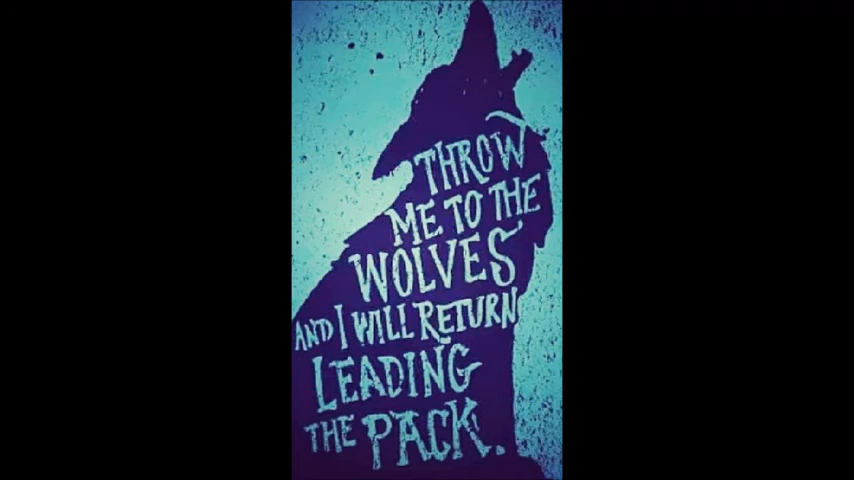 THROW
ME TO THE
WOLVES
AND I WILL RETURN
LEADING
THE PACK.